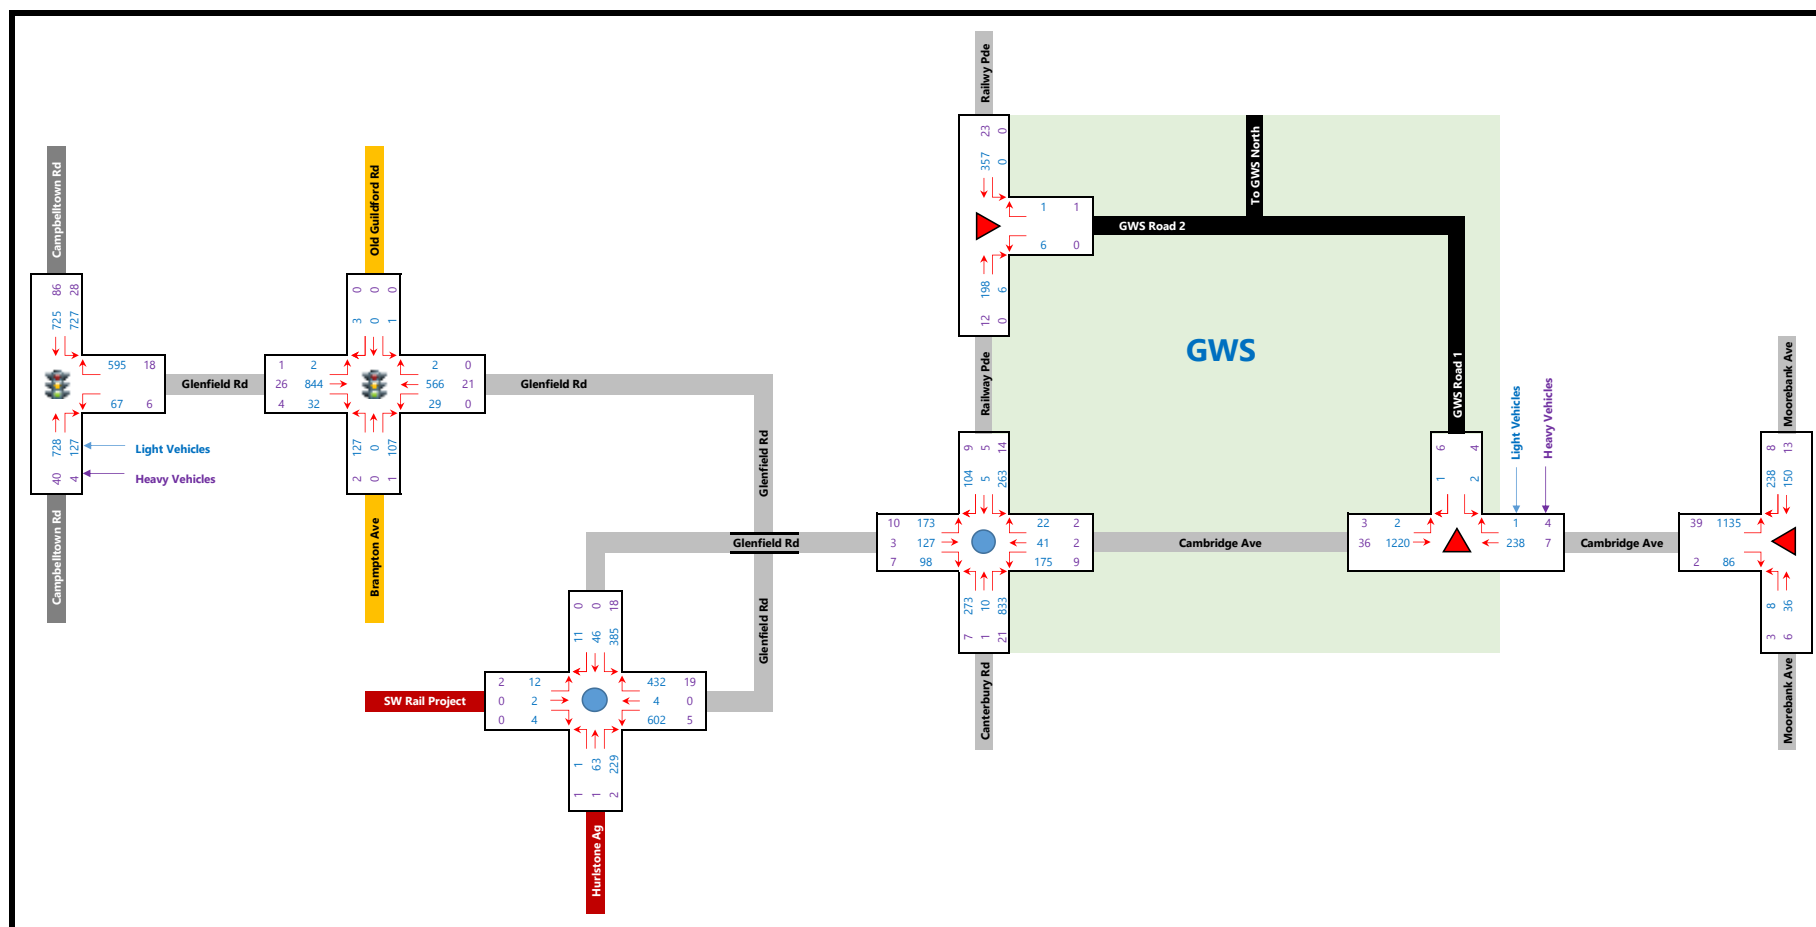 Railwy Pde
23 0
357 0
To GWS North
1 1
GWS Road 2
6 0
198 6
12 0
Railway Pde
GWS
GWS Road 1
Campbelltown Rd
86 28
725 727
595 18
67 6
728 127
40 4
Light Vehicles
Heavy Vehicles
Campbelltown Rd
Glenfield Rd
Old Guildford Rd
0 0 0
3 0 1
1 2
26 844
4 32
2 0
566 21
29 0
127 0 107
2 0 1
Brampton Ave
Glenfield Rd
Glenfield Rd
Glenfield Rd
Glenfield Rd
0 0 18
11 46 385
2 12
0 2
0 4
432 19
4 0
602 5
1 63 229
1 1 2
SW Rail Project
Hurlstone Ag
9 5 14
104 5 263
10 173
3 127
7 98
22 2
41 2
175 9
273 10 833
7 1 21
Canterbury Rd
Cambridge Ave
6 4
1 2
3 2
36 1220
1 4
238 7
Light Vehicles
Heavy Vehicles
Cambridge Ave
Moorebank Ave
8 13
238 150
39 1135
2 86
8 36
3 6
Moorebank Ave